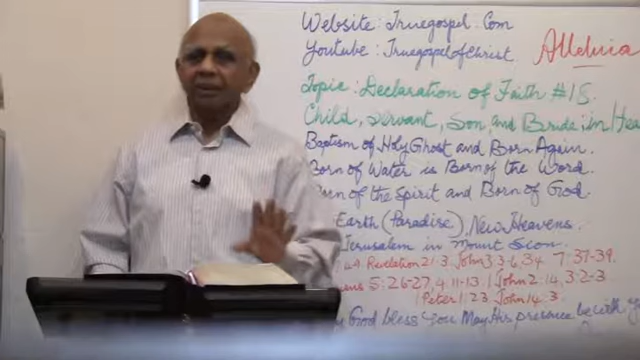 Website: Truegospel.Com
Youtube: TruegospelofChrist
Alleluia
Topic: Declaration of Faith #15.
Child, Servant, Son, and Bride in Hea
Baptism of Holy Ghost and Born Again.
Born of Water is Born of the Word.
Born of the Spirit and Born of God
Earth (Paradise), New Heavens
Jerusalem in Mount Sion
Revelation 21:3. John 3:3-6,34 7:37-39.
5:26-27, 4:11-13. 1 John 2:14, 3:2-3
1 Peter 1:23. John 14:3
God bless You May His presence be with